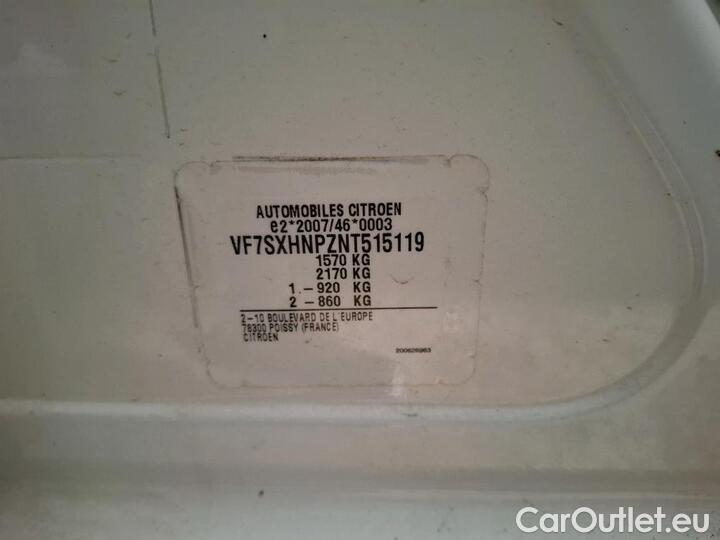 AUTOMOBILES CITROEN
e2*2007/46*0003
VF7SXHNPZNT515119
1570 KG
2170 KG
1.-920 KG
2 -860 KG
2-10 BOULEVARD DE L'EUROPE
78300 POISSY (FRANCE)
CITROEN
200626963
CarOutlet.eu